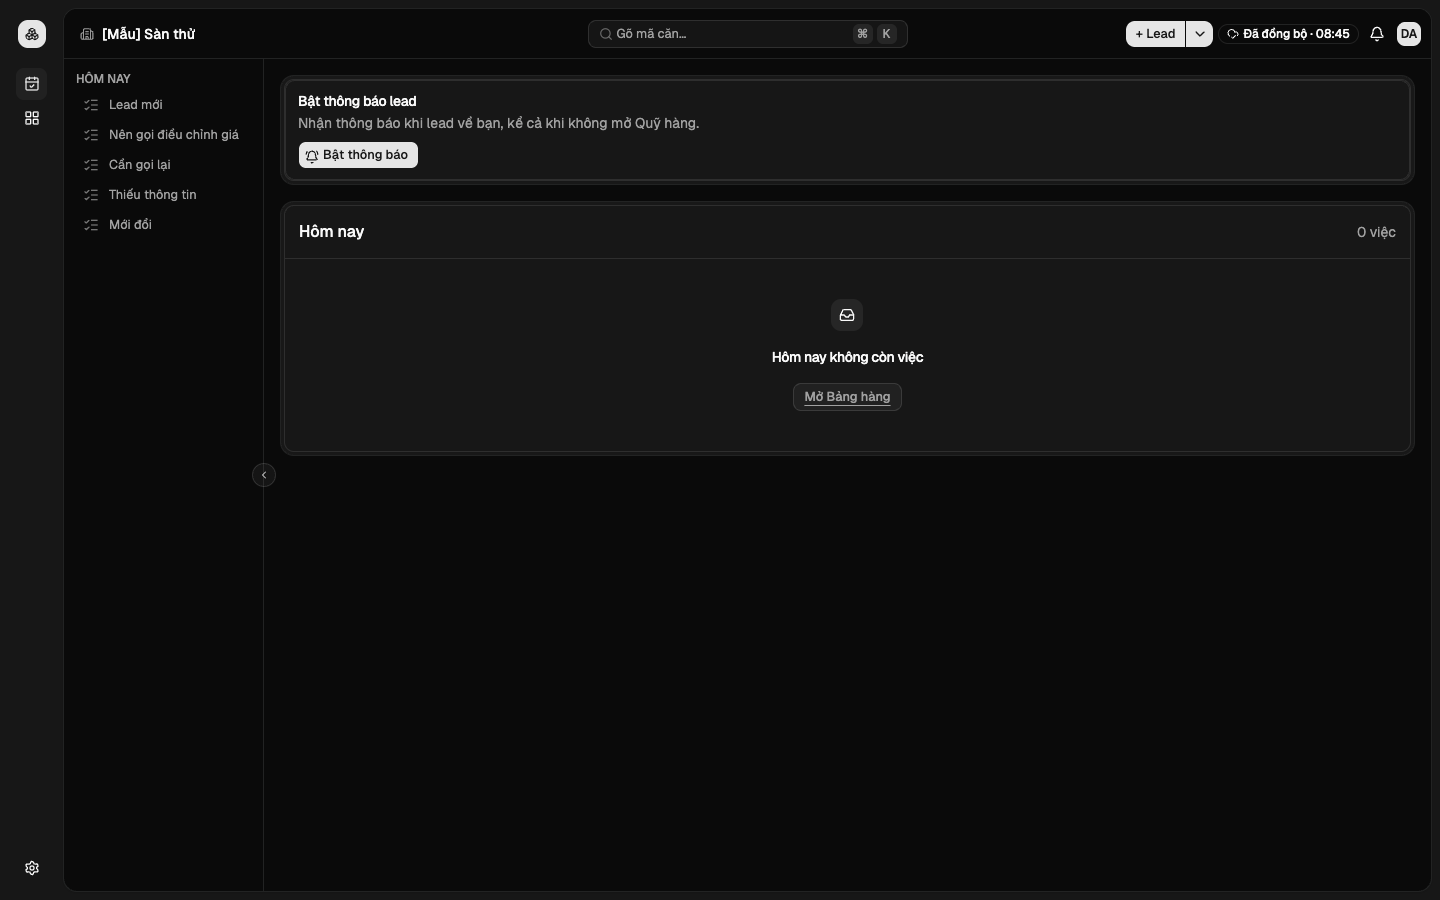 [Mẫu] Sàn thử
Gõ mã căn...
⌘ K
+ Lead
Đã đồng bộ · 08:45
DA
HÔM NAY
Lead mới
Nên gọi điều chỉnh giá
Cần gọi lại
Thiếu thông tin
Mới đổi
Bật thông báo lead
Nhận thông báo khi lead về bạn, kể cả khi không mở Quỹ hàng.
Bật thông báo
Hôm nay
0 việc
Hôm nay không còn việc
Mở Bảng hàng